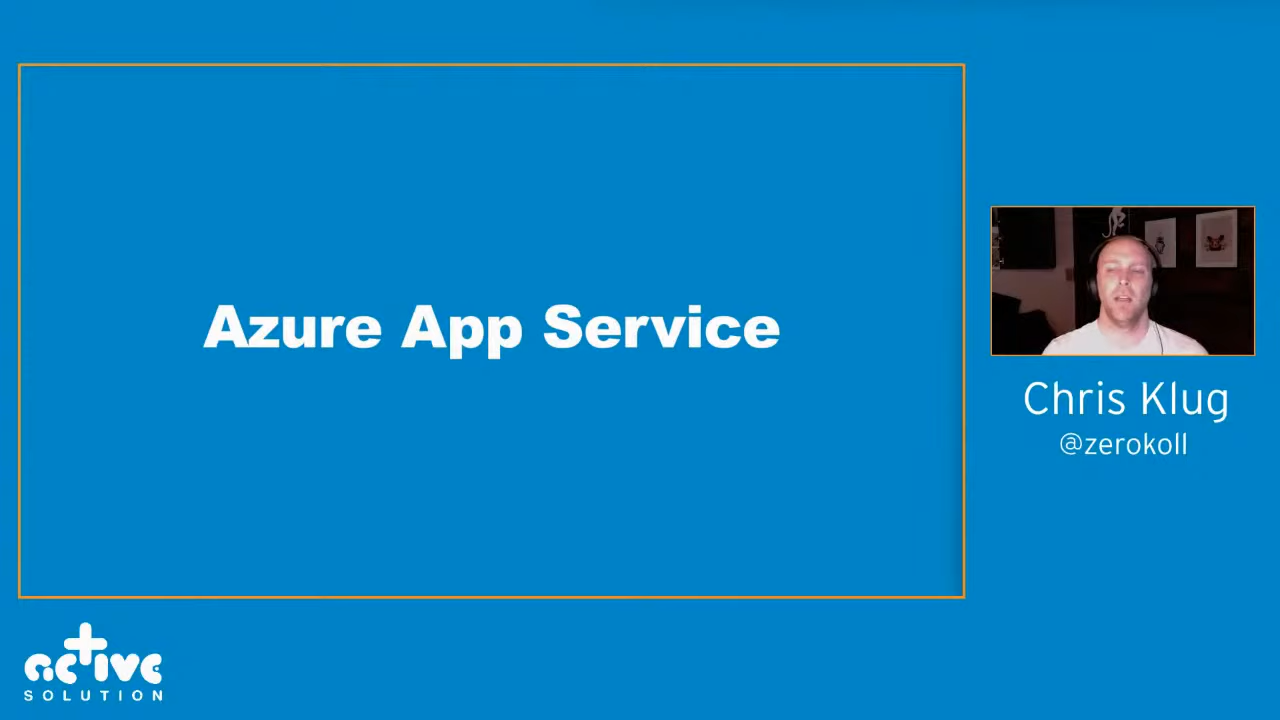 Azure App Service
Chris Klug
@zerokoll
active
SOLUTION